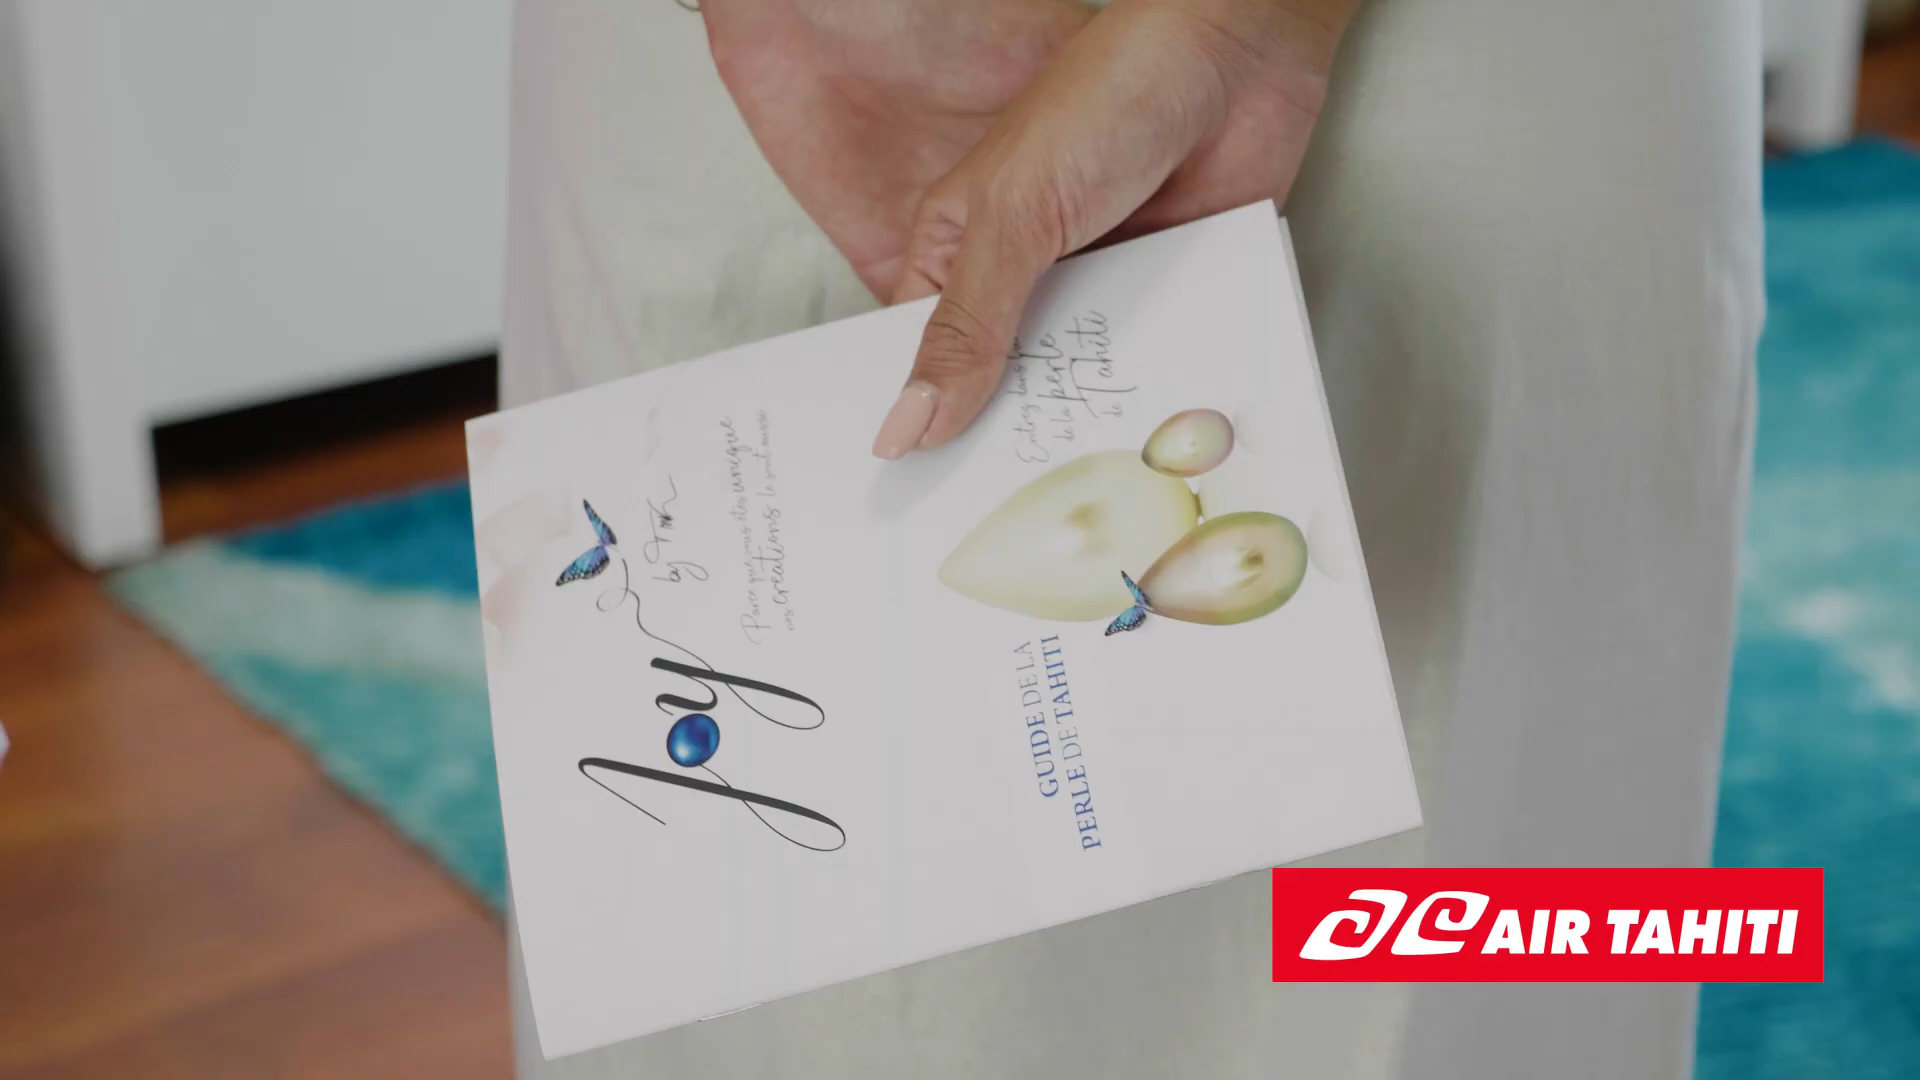 Joy
by Tmh
Parce que vous êtes unique
nos créations le sont aussi
GUIDE DE LA
PERLE DE TAHITI
Entrez dans
de la perle
de Tahiti
AIR TAHITI